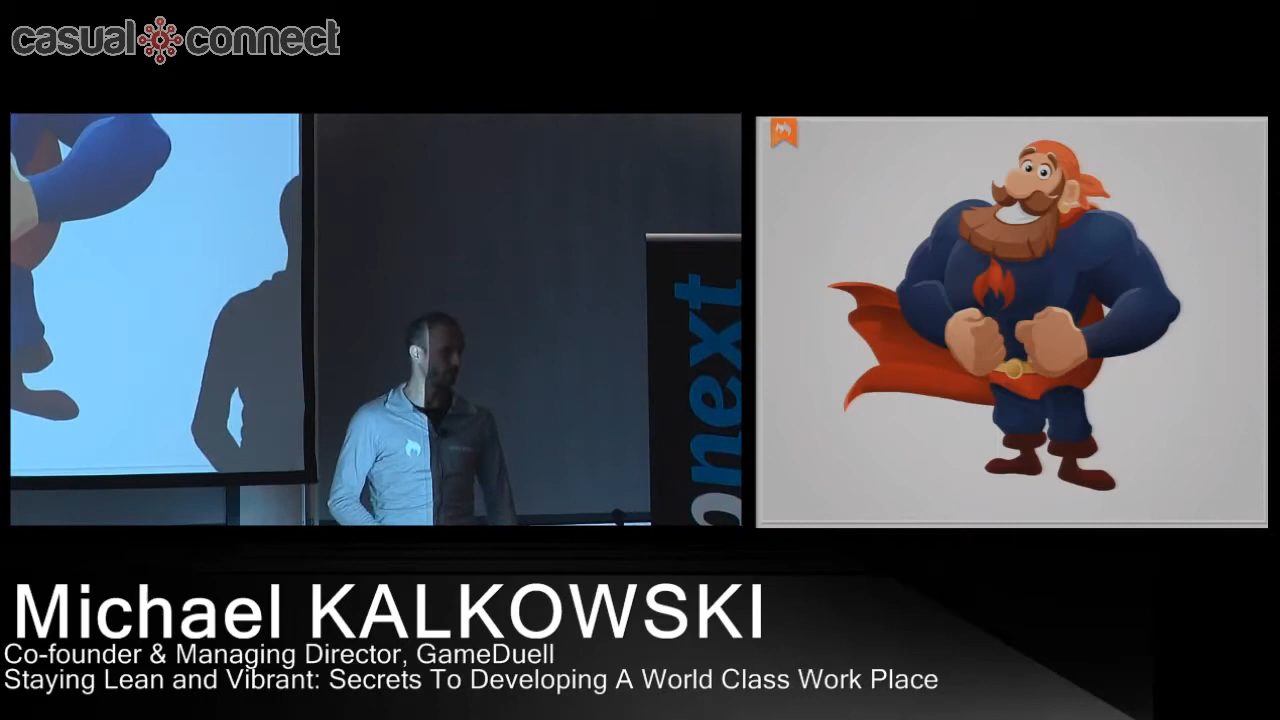 casual connect
onext
Michael KALKOWSKI
Co-founder & Managing Director, GameDuell
Staying Lean and Vibrant: Secrets To Developing A World Class Work Place